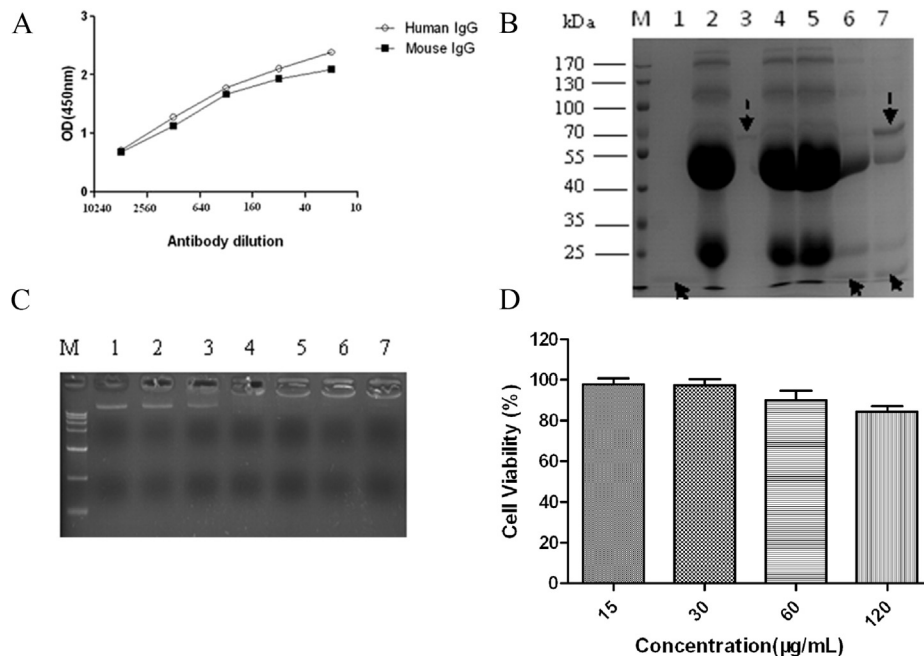 A
OD(450nm)
3
2
1
0
Human IgG
Mouse IgG
10240 2560 640 160 40 10
Antibody dilution
B
kDa M 1 2 3 4 5 6 7
170
130
100
70
55
40
35
25
C
M 1 2 3 4 5 6 7
D
Cell Viability (%)
120
100
80
60
40
20
0
15 30 60 120
Concentration(µg/mL)